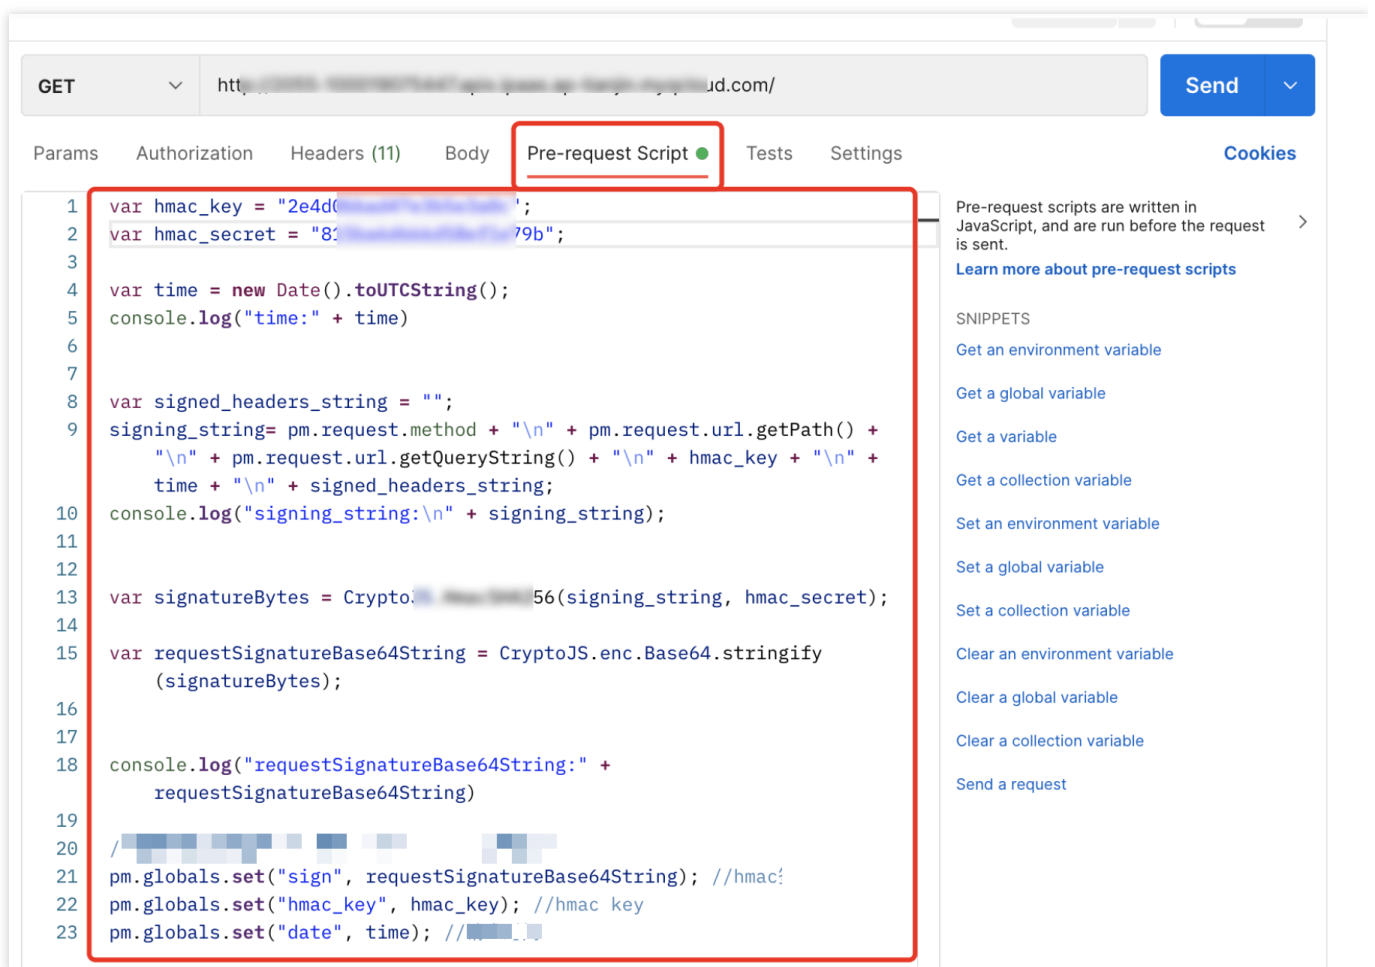 GET
htt ud.com/
Send
Params Authorization Headers (11) Body Pre-request Script Tests Settings Cookies
1 var hmac_key = "2e4d0 ";
2 var hmac_secret = "81 79b";
3
4 var time = new Date().toUTCString();
5 console.log("time:" + time)
6
7
8 var signed_headers_string = "";
9 signing_string= pm.request.method + "\n" + pm.request.url.getPath() +
"\n" + pm.request.url.getQueryString() + "\n" + hmac_key + "\n" +
time + "\n" + signed_headers_string;
10 console.log("signing_string:\n" + signing_string);
11
12
13 var signatureBytes = Crypto 56(signing_string, hmac_secret);
14
15 var requestSignatureBase64String = CryptoJS.enc.Base64.stringify
(signatureBytes);
16
17
18 console.log("requestSignatureBase64String:" +
requestSignatureBase64String)
19
20 /
21 pm.globals.set("sign", requestSignatureBase64String); //hmac
22 pm.globals.set("hmac_key", hmac_key); //hmac key
23 pm.globals.set("date", time); //
Pre-request scripts are written in
JavaScript, and are run before the request
is sent.
Learn more about pre-request scripts
SNIPPETS
Get an environment variable
Get a global variable
Get a variable
Get a collection variable
Set an environment variable
Set a global variable
Set a collection variable
Clear an environment variable
Clear a global variable
Clear a collection variable
Send a request